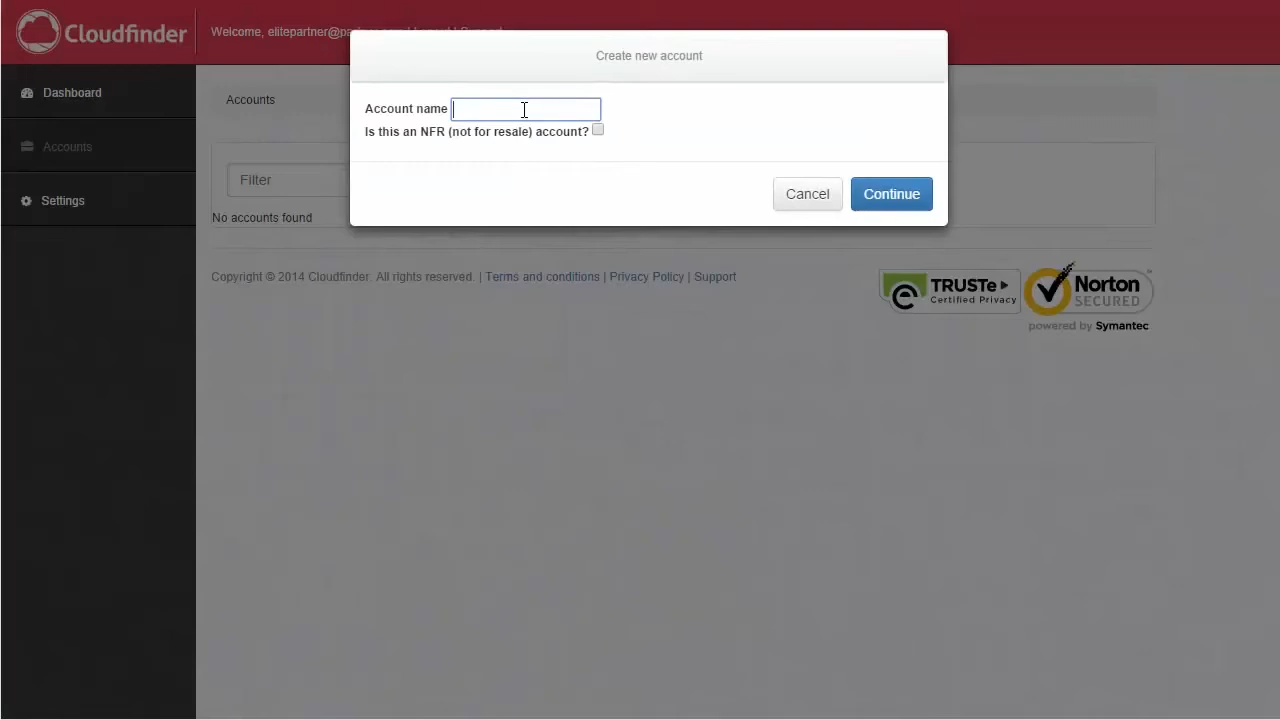 Cloudfinder
Welcome, elitepartner@p
Create new account
Dashboard
Accounts
Settings
Accounts
Account name
Is this an NFR (not for resale) account?
Filter
Cancel
Continue
No accounts found
Copyright © 2014 Cloudfinder. All rights reserved. | Terms and conditions | Privacy Policy | Support
TRUSTe
Certified Privacy
Norton
SECURED
powered by Symantec